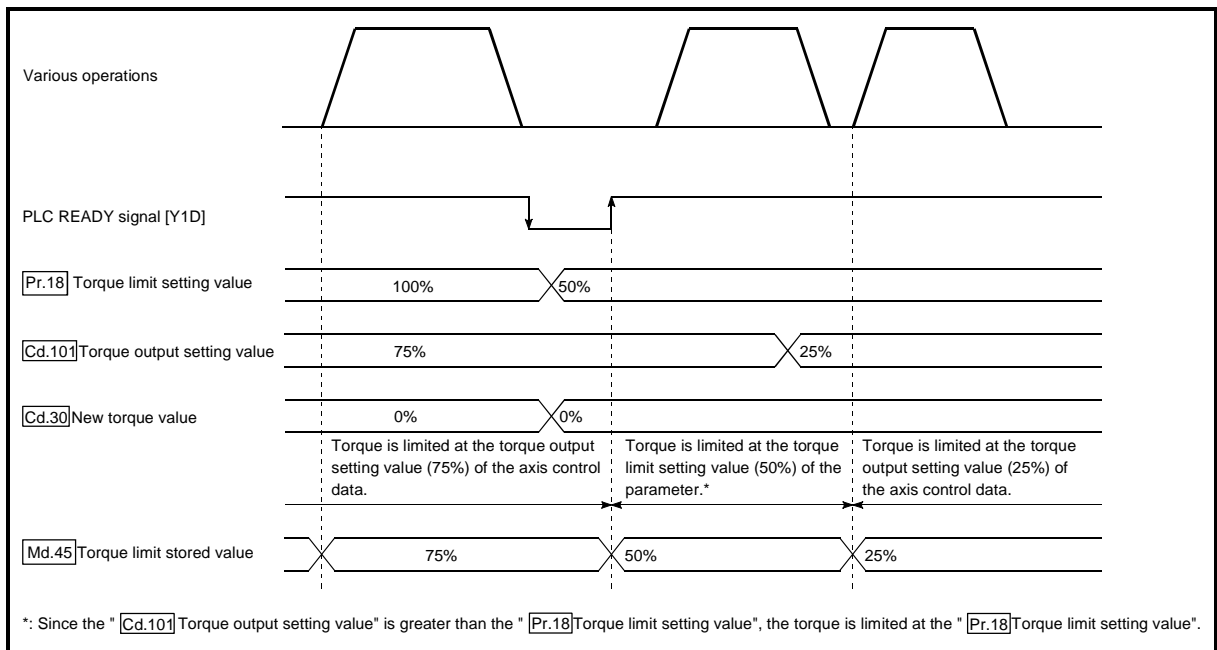 Various operations
PLC READY signal [Y1D]
Pr.18 Torque limit setting value
100%
50%
Cd.101 Torque output setting value
75%
25%
Cd.30 New torque value
0%
0%
Torque is limited at the torque output
setting value (75%) of the axis control
data.
Torque is limited at the torque
limit setting value (50%) of the
parameter.*
Torque is limited at the torque
output setting value (25%) of
the axis control data.
Md.45 Torque limit stored value
75%
50%
25%
*: Since the " Cd.101 Torque output setting value" is greater than the " Pr.18 Torque limit setting value", the torque is limited at the " Pr.18 Torque limit setting value".